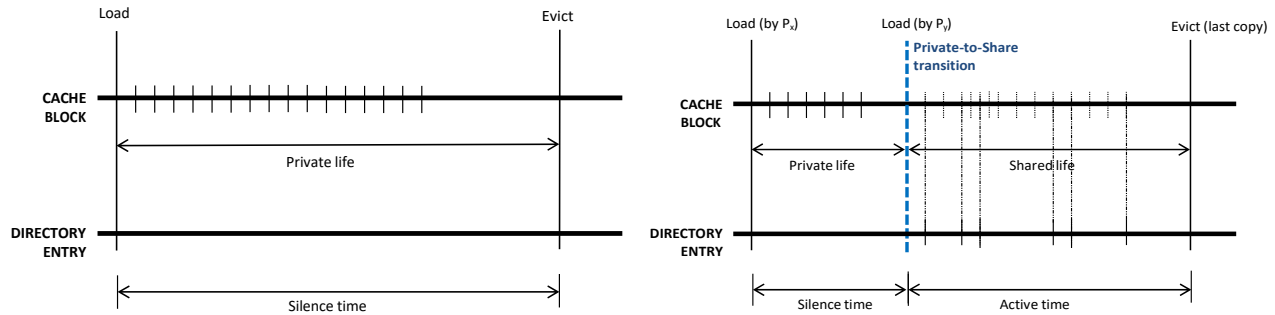 Load
Evict
CACHE
BLOCK
Private life
DIRECTORY
ENTRY
Silence time
Load (by Px)
Load (by Py)
Evict (last copy)
Private-to-Share
transition
CACHE
BLOCK
Private life
Shared life
DIRECTORY
ENTRY
Silence time
Active time